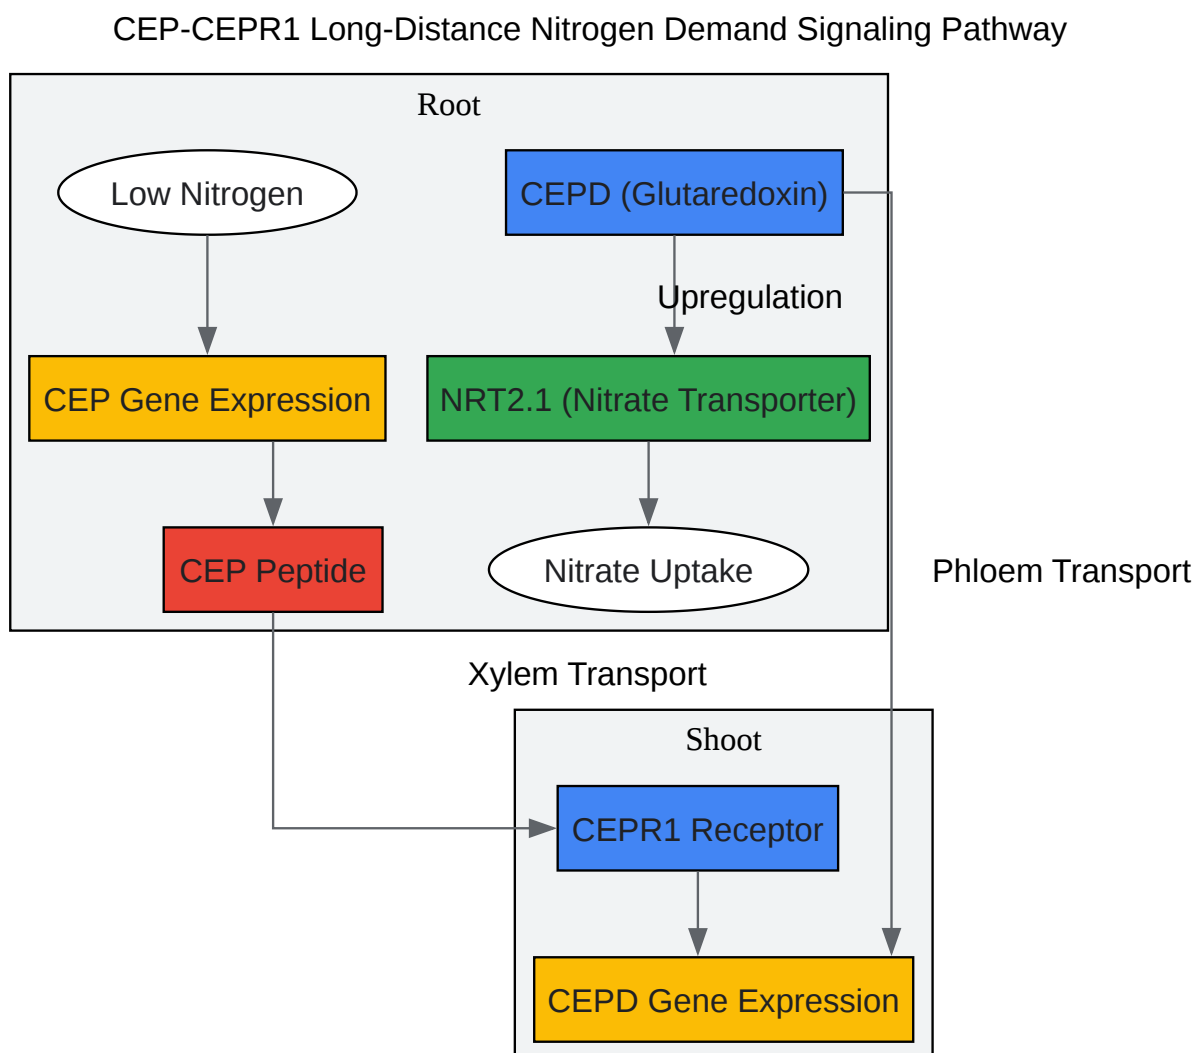 CEP-CEPR1 Long-Distance Nitrogen Demand Signaling Pathway
Root
Low Nitrogen
CEPD (Glutaredoxin)
Upregulation
CEP Gene Expression
NRT2.1 (Nitrate Transporter)
CEP Peptide
Nitrate Uptake
Phloem Transport
Xylem Transport
Shoot
CEPR1 Receptor
CEPD Gene Expression